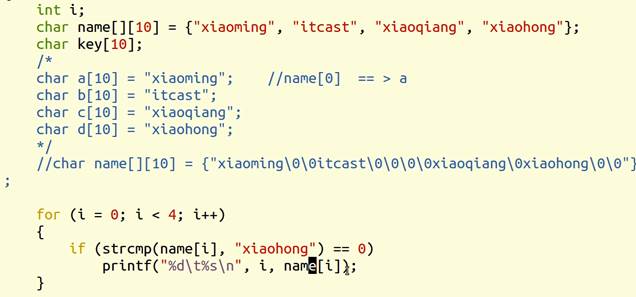 int i;
char name[][10] = {"xiaoming", "itcast", "xiaoqiang", "xiaohong"};
char key[10];
/*
char a[10] = "xiaoming";    //name[0]  == > a
char b[10] = "itcast";
char c[10] = "xiaoqiang";
char d[10] = "xiaohong";
*/
//char name[][10] = {"xiaoming\0\0itcast\0\0\0\0xiaoqiang\0xiaohong\0\0"}
;
for (i = 0; i < 4; i++)
{
if (strcmp(name[i], "xiaohong") == 0)
printf("%d\t%s\n", i, name[i]);
}